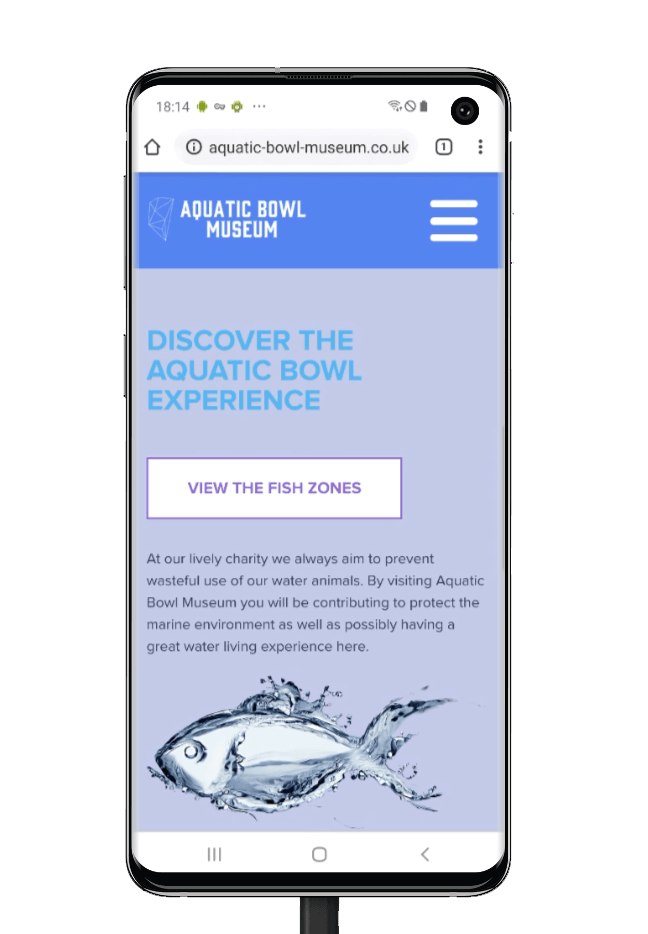 18:14
aquatic-bowl-museum.co.uk
1
AQUATIC BOWL
MUSEUM
DISCOVER THE
AQUATIC BOWL
EXPERIENCE
VIEW THE FISH ZONES
At our lively charity we always aim to prevent
wasteful use of our water animals. By visiting Aquatic
Bowl Museum you will be contributing to protect the
marine environment as well as possibly having a
great water living experience here.